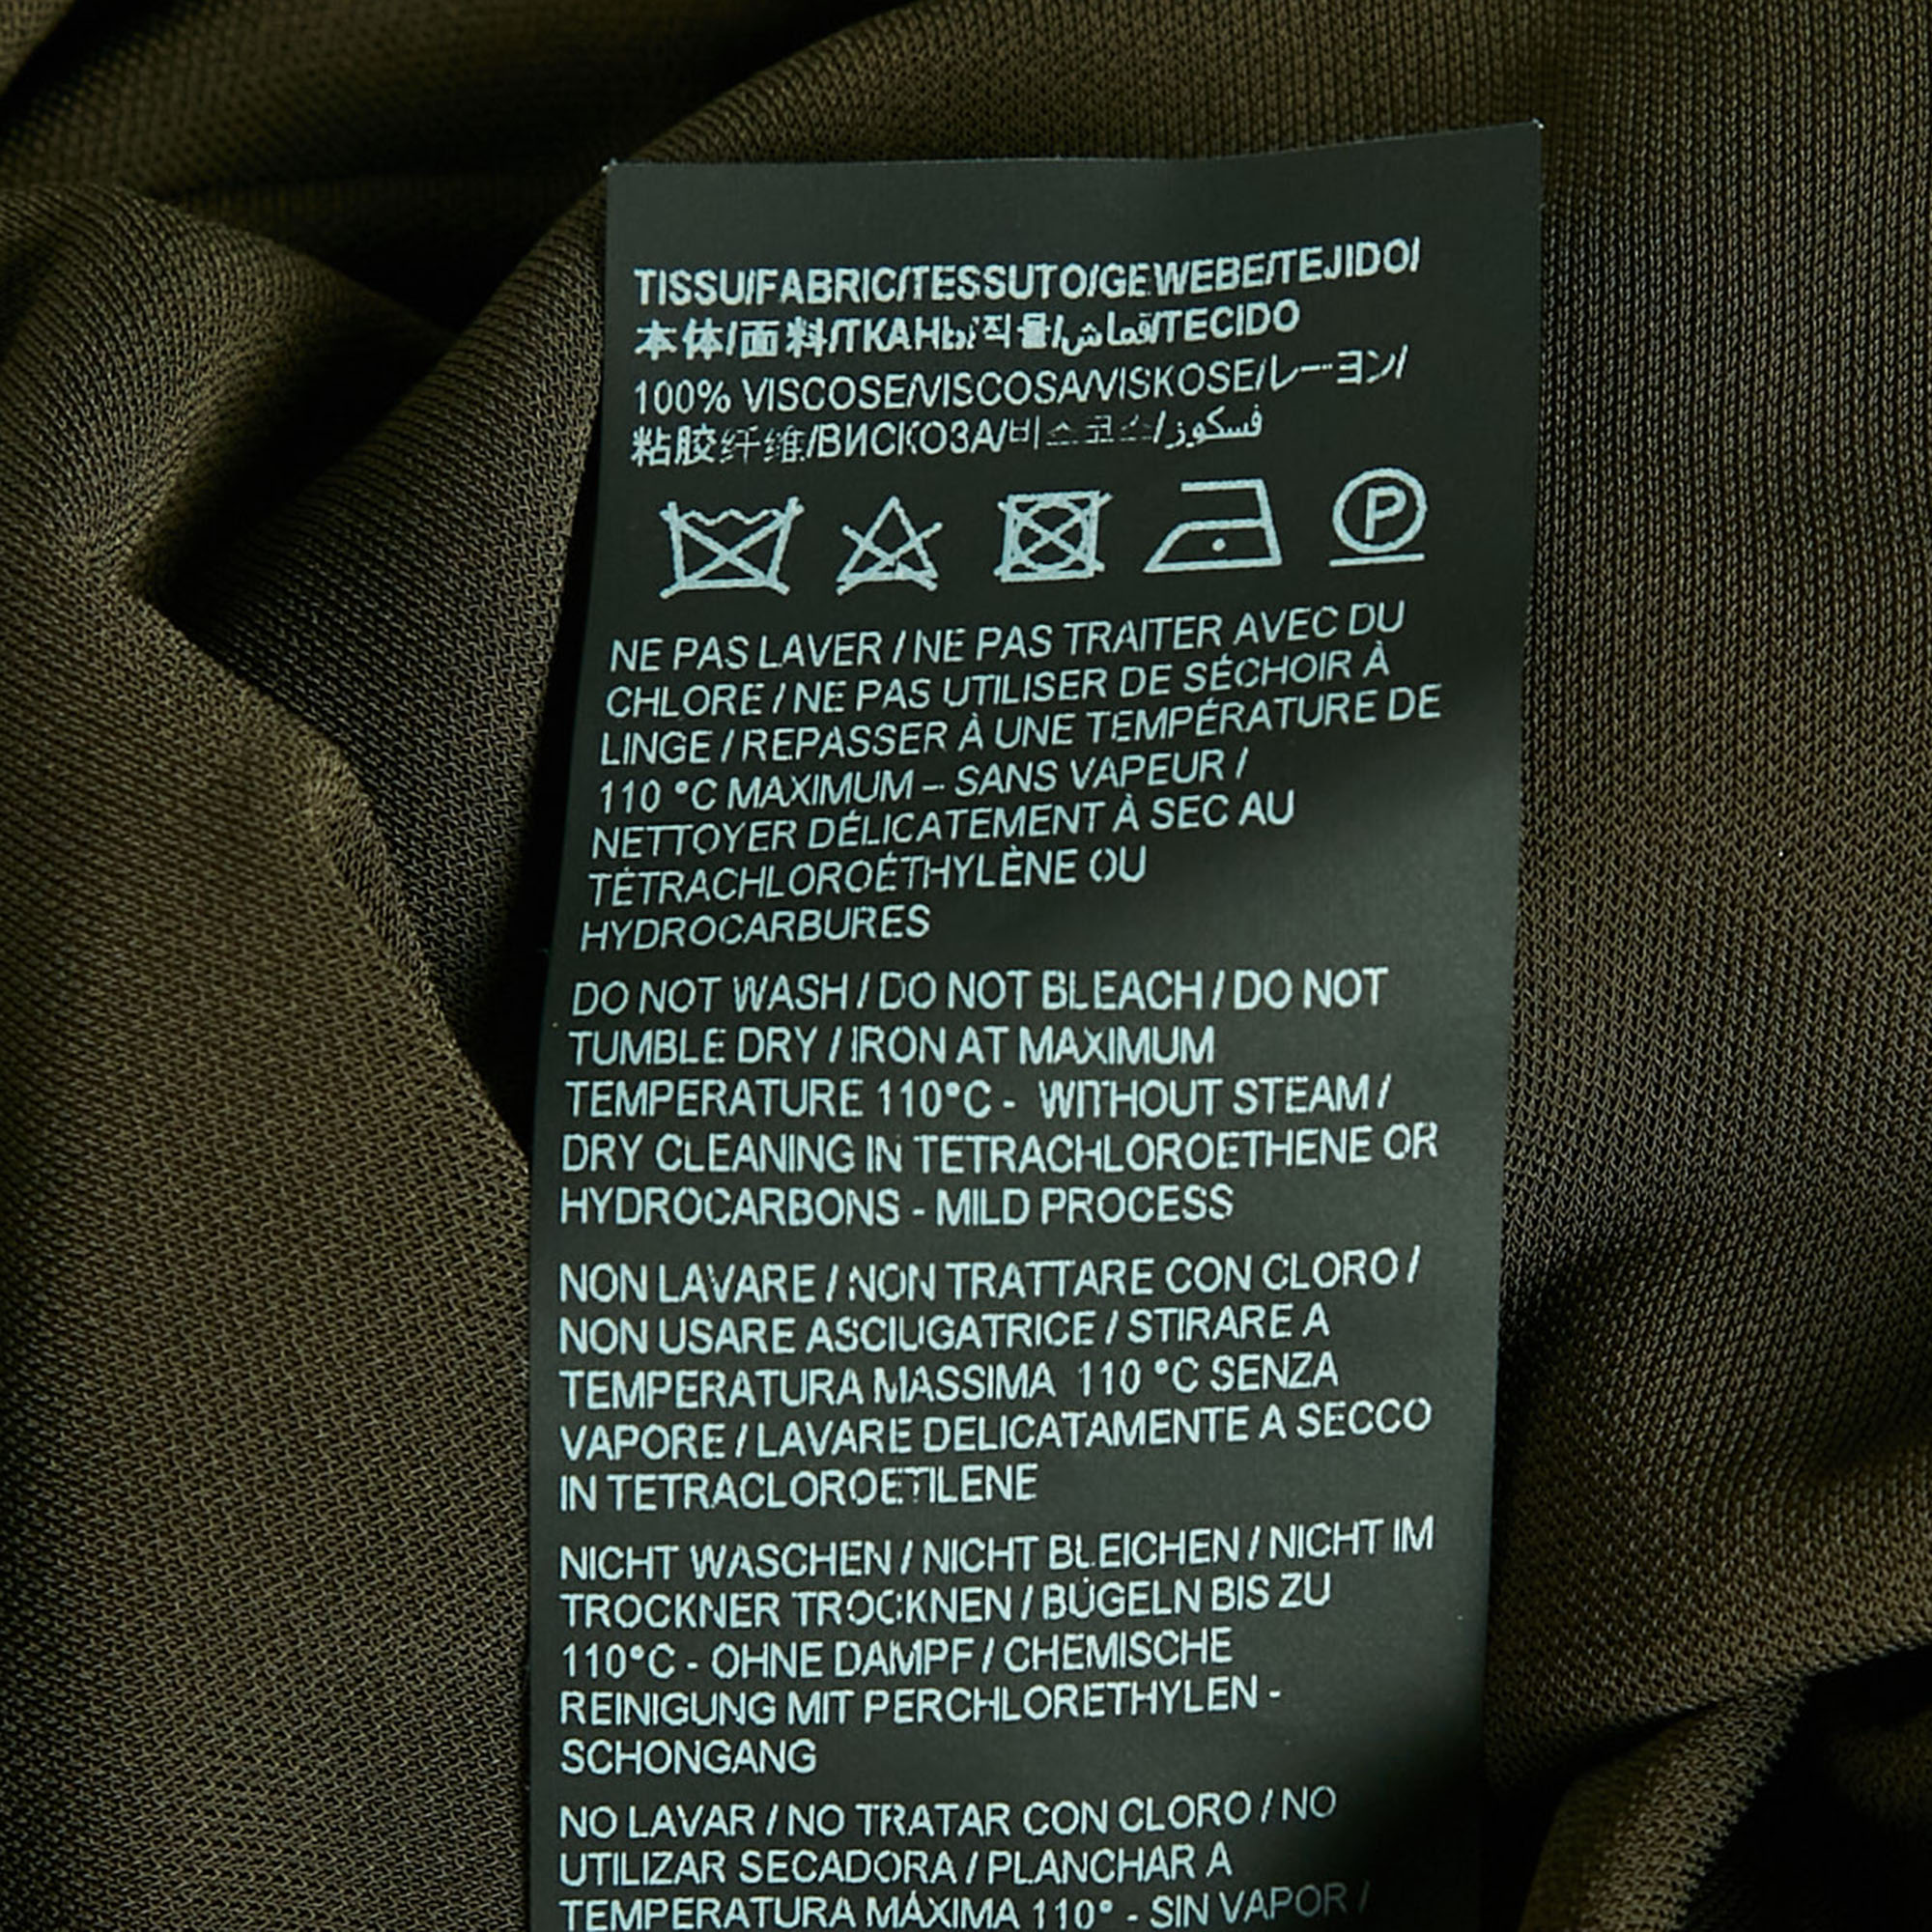 TISSU/FABRIC/TESSUTO/GEWEBE/TEJIDO/
本体/面料/ТКАНЬ/직물/قماش/TECIDO
100% VISCOSE/VISCOSA/VISKOSE/レーヨン/
粘胶纤维/ВИСКОЗА/비스코스/فسكوز
P
NE PAS LAVER / NE PAS TRAITER AVEC DU
CHLORE / NE PAS UTILISER DE SÉCHOIR À
LINGE / REPASSER À UNE TEMPÉRATURE DE
110 °C MAXIMUM – SANS VAPEUR /
NETTOYER DÉLICATEMENT À SEC AU
TÉTRACHLOROÉTHYLÈNE OU
HYDROCARBURES
DO NOT WASH / DO NOT BLEACH / DO NOT
TUMBLE DRY / IRON AT MAXIMUM
TEMPERATURE 110°C - WITHOUT STEAM /
DRY CLEANING IN TETRACHLOROETHENE OR
HYDROCARBONS - MILD PROCESS
NON LAVARE / NON TRATTARE CON CLORO /
NON USARE ASCIUGATRICE / STIRARE A
TEMPERATURA MASSIMA 110 °C SENZA
VAPORE / LAVARE DELICATAMENTE A SECCO
IN TETRACLOROETILENE
NICHT WASCHEN / NICHT BLEICHEN / NICHT IM
TROCKNER TROCKNEN / BÜGELN BIS ZU
110°C - OHNE DAMPF / CHEMISCHE
REINIGUNG MIT PERCHLORETHYLEN -
SCHONGANG
NO LAVAR / NO TRATAR CON CLORO / NO
UTILIZAR SECADORA / PLANCHAR A
TEMPERATURA MÁXIMA 110° - SIN VAPOR /